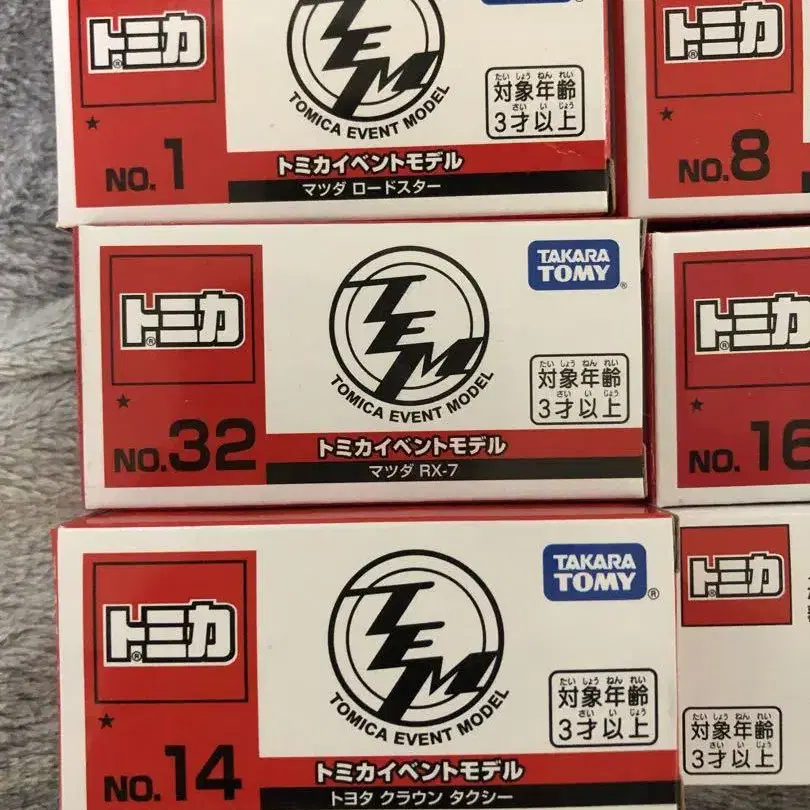 トミカ®
★
NO.1
TEM
TOMICA EVENT MODEL
たい しょう ねん れい
対象年齢
さい い じょう
3才以上
トミカイベントモデル
マツダ ロードスター
トミカ®
★
NO.8
トミカ®
★
NO.32
TEM
TOMICA EVENT MODEL
TAKARA
TOMY®
たい しょう ねん れい
対象年齢
さい い じょう
3才以上
トミカイベントモデル
マツダ RX-7
トミカ®
★
NO.16
トミカ®
★
NO.14
TEM
TOMICA EVENT MODEL
TAKARA
TOMY®
たい しょう ねん れい
対象年齢
さい い じょう
3才以上
トミカイベントモデル
トヨタ クラウン タクシー
トミカ®
たい しょう ねん れい
対象年齢
さい い じょう
3才以上